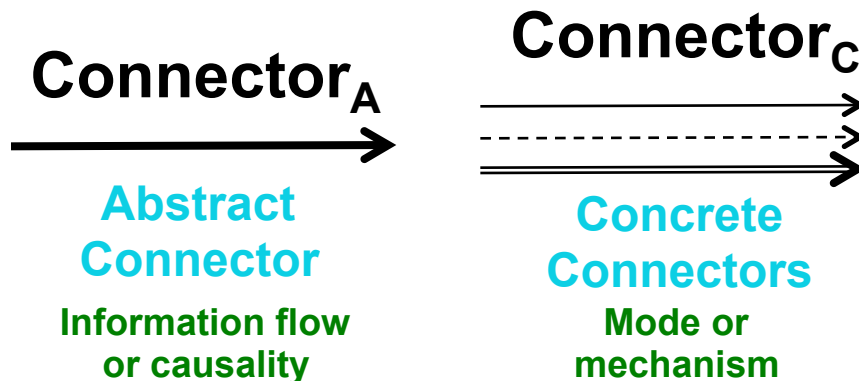 Connector_A
Abstract
Connector
Information flow
or causality
Connector_C
Concrete
Connectors
Mode or
mechanism